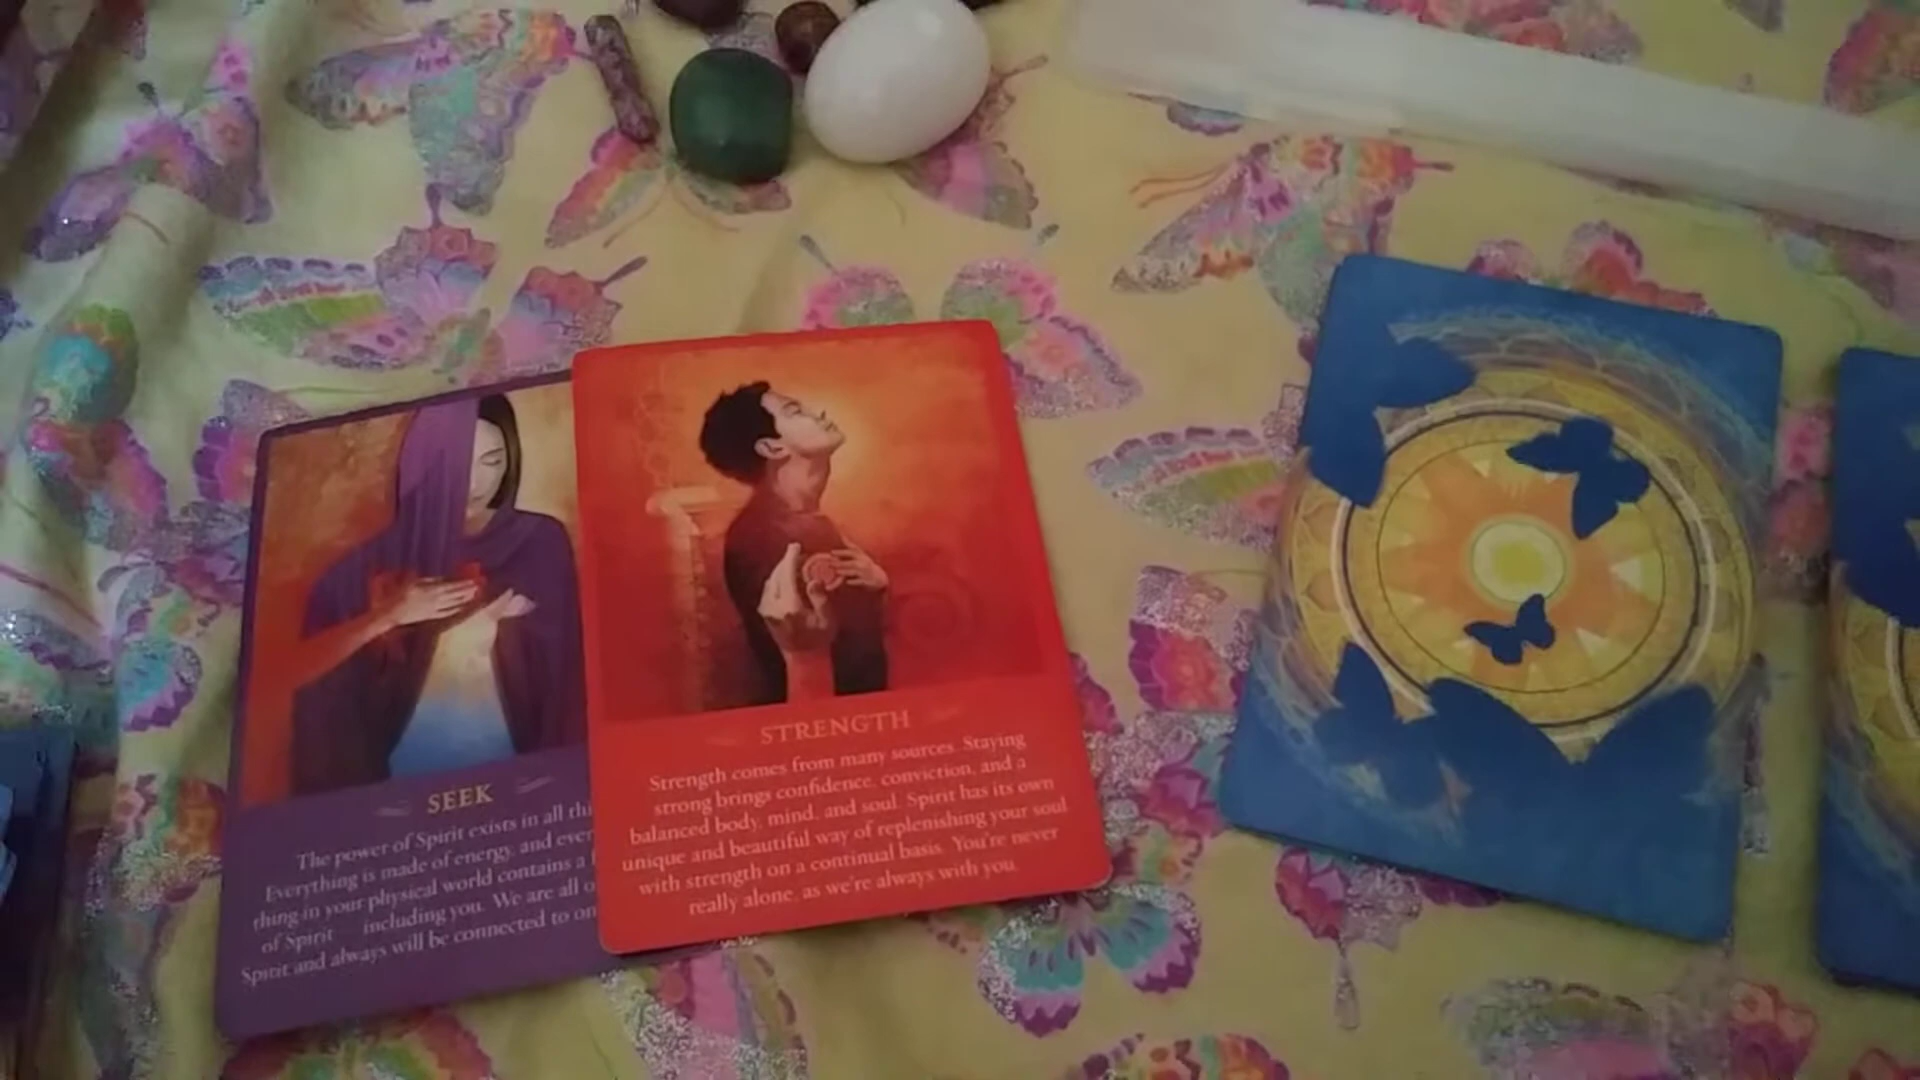 SEEK
The power of Spirit exists in all
Everything is made of energy, and
thing in your physical world contains a
of Spirit including you. We are all
Spirit and always will be connected to
STRENGTH
Strength comes from many sources. Staying
strong brings confidence, conviction, and a
balanced body, mind, and soul. Spirit has its own
unique and beautiful way of replenishing your soul
with strength on a continual basis. You're never
really alone, as we're always with you.